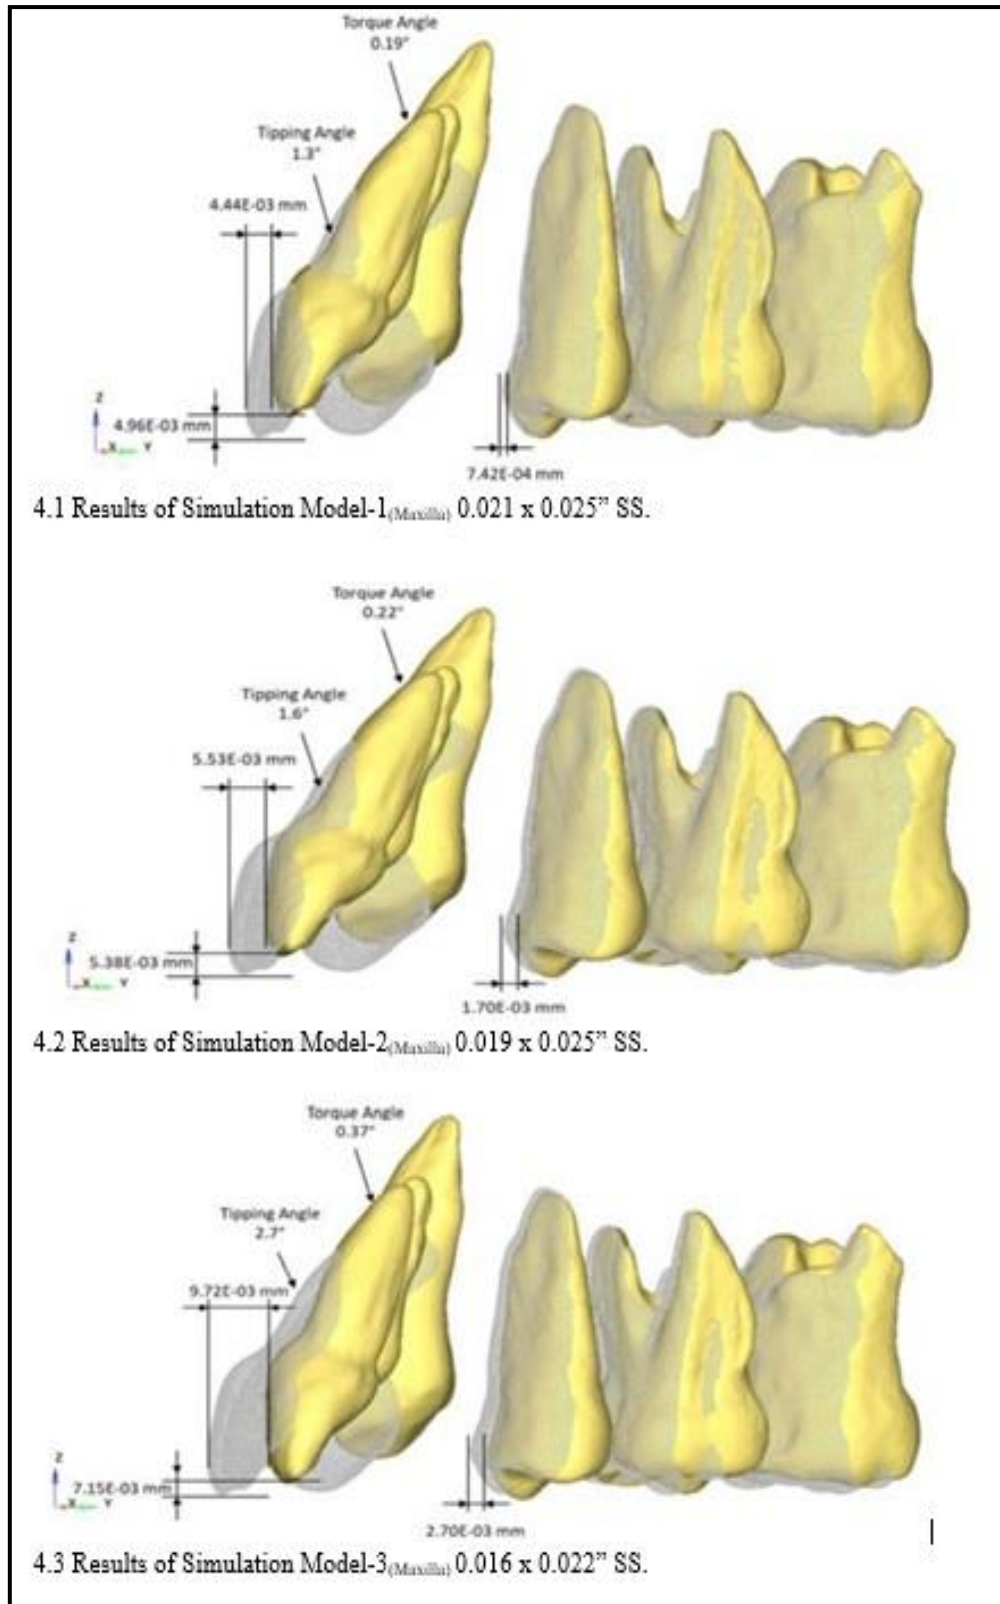 Torque Angle
0.19°
Tipping Angle
1.3°
4.44E-03 mm
Z
4.96E-03 mm
X Y
7.42E-04 mm
4.1 Results of Simulation Model-1(Maxilla) 0.021 x 0.025” SS.
Torque Angle
0.22°
Tipping Angle
1.6°
5.53E-03 mm
Z
5.38E-03 mm
X Y
1.70E-03 mm
4.2 Results of Simulation Model-2(Maxilla) 0.019 x 0.025” SS.
Torque Angle
0.37°
Tipping Angle
2.7°
9.72E-03 mm
Z
7.15E-03 mm
X Y
2.70E-03 mm
4.3 Results of Simulation Model-3(Maxilla) 0.016 x 0.022” SS.